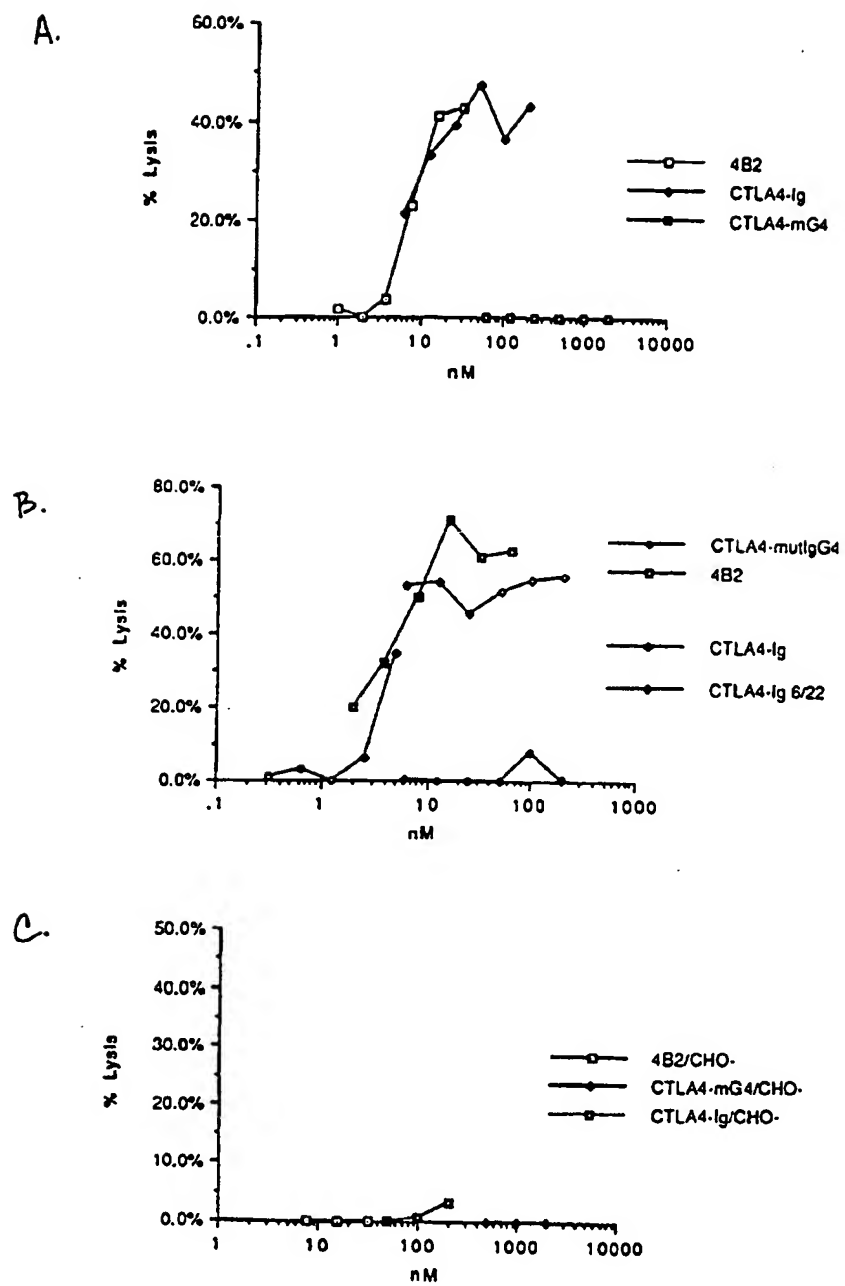 A.
60.0%
40.0%
20.0%
0.0%
% Lysis
.1 1 10 100 1000 10000
nM
4B2
CTLA4-Ig
CTLA4-mG4
B.
80.0%
60.0%
40.0%
20.0%
0.0%
% Lysis
.1 1 10 100 1000
nM
CTLA4-mutIgG4
4B2
CTLA4-Ig
CTLA4-Ig 6/22
C.
50.0%
40.0%
30.0%
20.0%
10.0%
0.0%
% Lysis
1 10 100 1000 10000
nM
4B2/CHO-
CTLA4-mG4/CHO-
CTLA4-Ig/CHO-